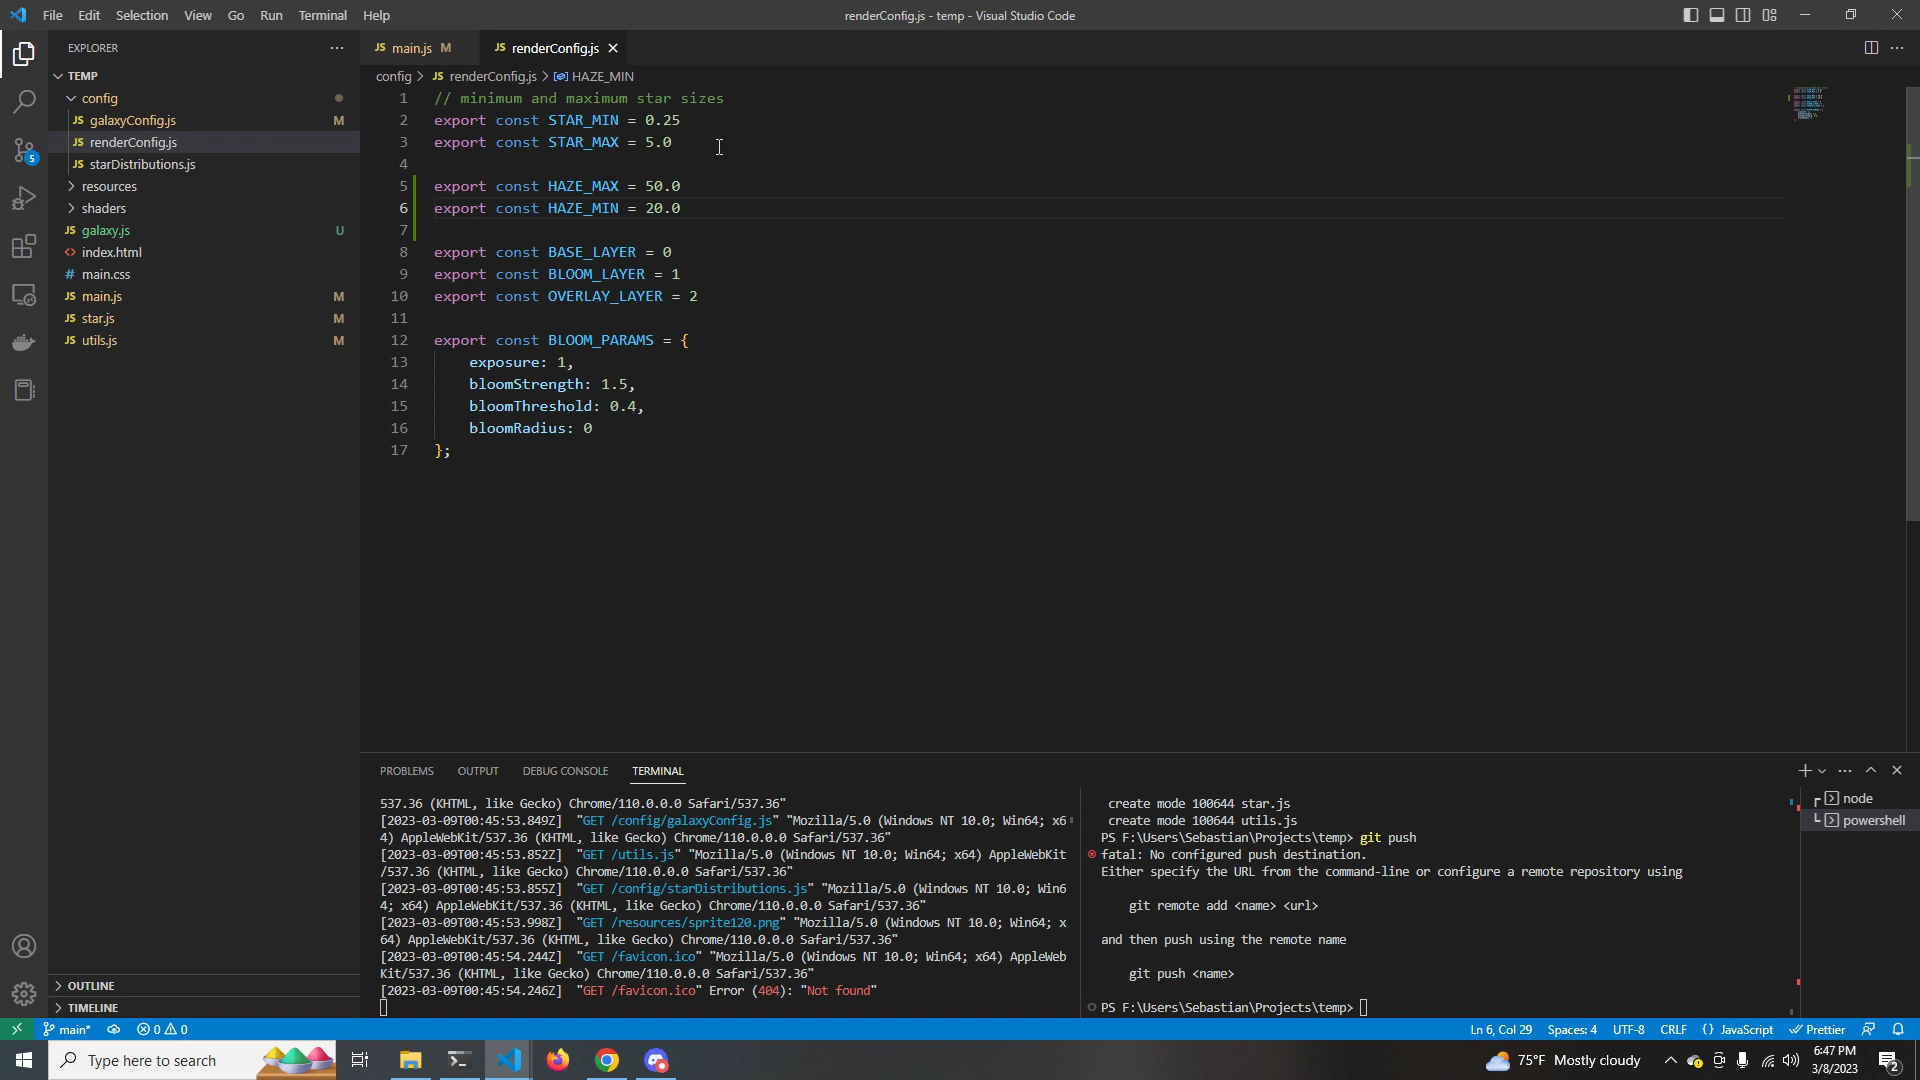 File Edit Selection View Go Run Terminal Help
renderConfig.js - temp - Visual Studio Code
EXPLORER
TEMP
config
JS galaxyConfig.js M
JS renderConfig.js
JS starDistributions.js
resources
shaders
JS galaxy.js U
<> index.html
# main.css
JS main.js M
JS star.js M
JS utils.js M
OUTLINE
TIMELINE
5
JS main.js M
JS renderConfig.js
config > JS renderConfig.js > HAZE_MIN
1 // minimum and maximum star sizes
2 export const STAR_MIN = 0.25
3 export const STAR_MAX = 5.0
4
5 export const HAZE_MAX = 50.0
6 export const HAZE_MIN = 20.0
7
8 export const BASE_LAYER = 0
9 export const BLOOM_LAYER = 1
10 export const OVERLAY_LAYER = 2
11
12 export const BLOOM_PARAMS = {
13 exposure: 1,
14 bloomStrength: 1.5,
15 bloomThreshold: 0.4,
16 bloomRadius: 0
17 };
PROBLEMS OUTPUT DEBUG CONSOLE TERMINAL
537.36 (KHTML, like Gecko) Chrome/110.0.0.0 Safari/537.36"
[2023-03-09T00:45:53.849Z] "GET /config/galaxyConfig.js" "Mozilla/5.0 (Windows NT 10.0; Win64; x6
4) AppleWebKit/537.36 (KHTML, like Gecko) Chrome/110.0.0.0 Safari/537.36"
[2023-03-09T00:45:53.852Z] "GET /utils.js" "Mozilla/5.0 (Windows NT 10.0; Win64; x64) AppleWebKit
/537.36 (KHTML, like Gecko) Chrome/110.0.0.0 Safari/537.36"
[2023-03-09T00:45:53.855Z] "GET /config/starDistributions.js" "Mozilla/5.0 (Windows NT 10.0; Win6
4; x64) AppleWebKit/537.36 (KHTML, like Gecko) Chrome/110.0.0.0 Safari/537.36"
[2023-03-09T00:45:53.998Z] "GET /resources/sprite120.png" "Mozilla/5.0 (Windows NT 10.0; Win64; x
64) AppleWebKit/537.36 (KHTML, like Gecko) Chrome/110.0.0.0 Safari/537.36"
[2023-03-09T00:45:54.244Z] "GET /favicon.ico" "Mozilla/5.0 (Windows NT 10.0; Win64; x64) AppleWeb
Kit/537.36 (KHTML, like Gecko) Chrome/110.0.0.0 Safari/537.36"
[2023-03-09T00:45:54.246Z] "GET /favicon.ico" Error (404): "Not found"
create mode 100644 star.js
create mode 100644 utils.js
PS F:\Users\Sebastian\Projects\temp> git push
fatal: No configured push destination.
Either specify the URL from the command-line or configure a remote repository using
git remote add <name> <url>
and then push using the remote name
git push <name>
PS F:\Users\Sebastian\Projects\temp>
node
powershell
main* 0 0
Ln 6, Col 29 Spaces: 4 UTF-8 CRLF {} JavaScript Prettier
Type here to search
75°F Mostly cloudy
6:47 PM
3/8/2023
2